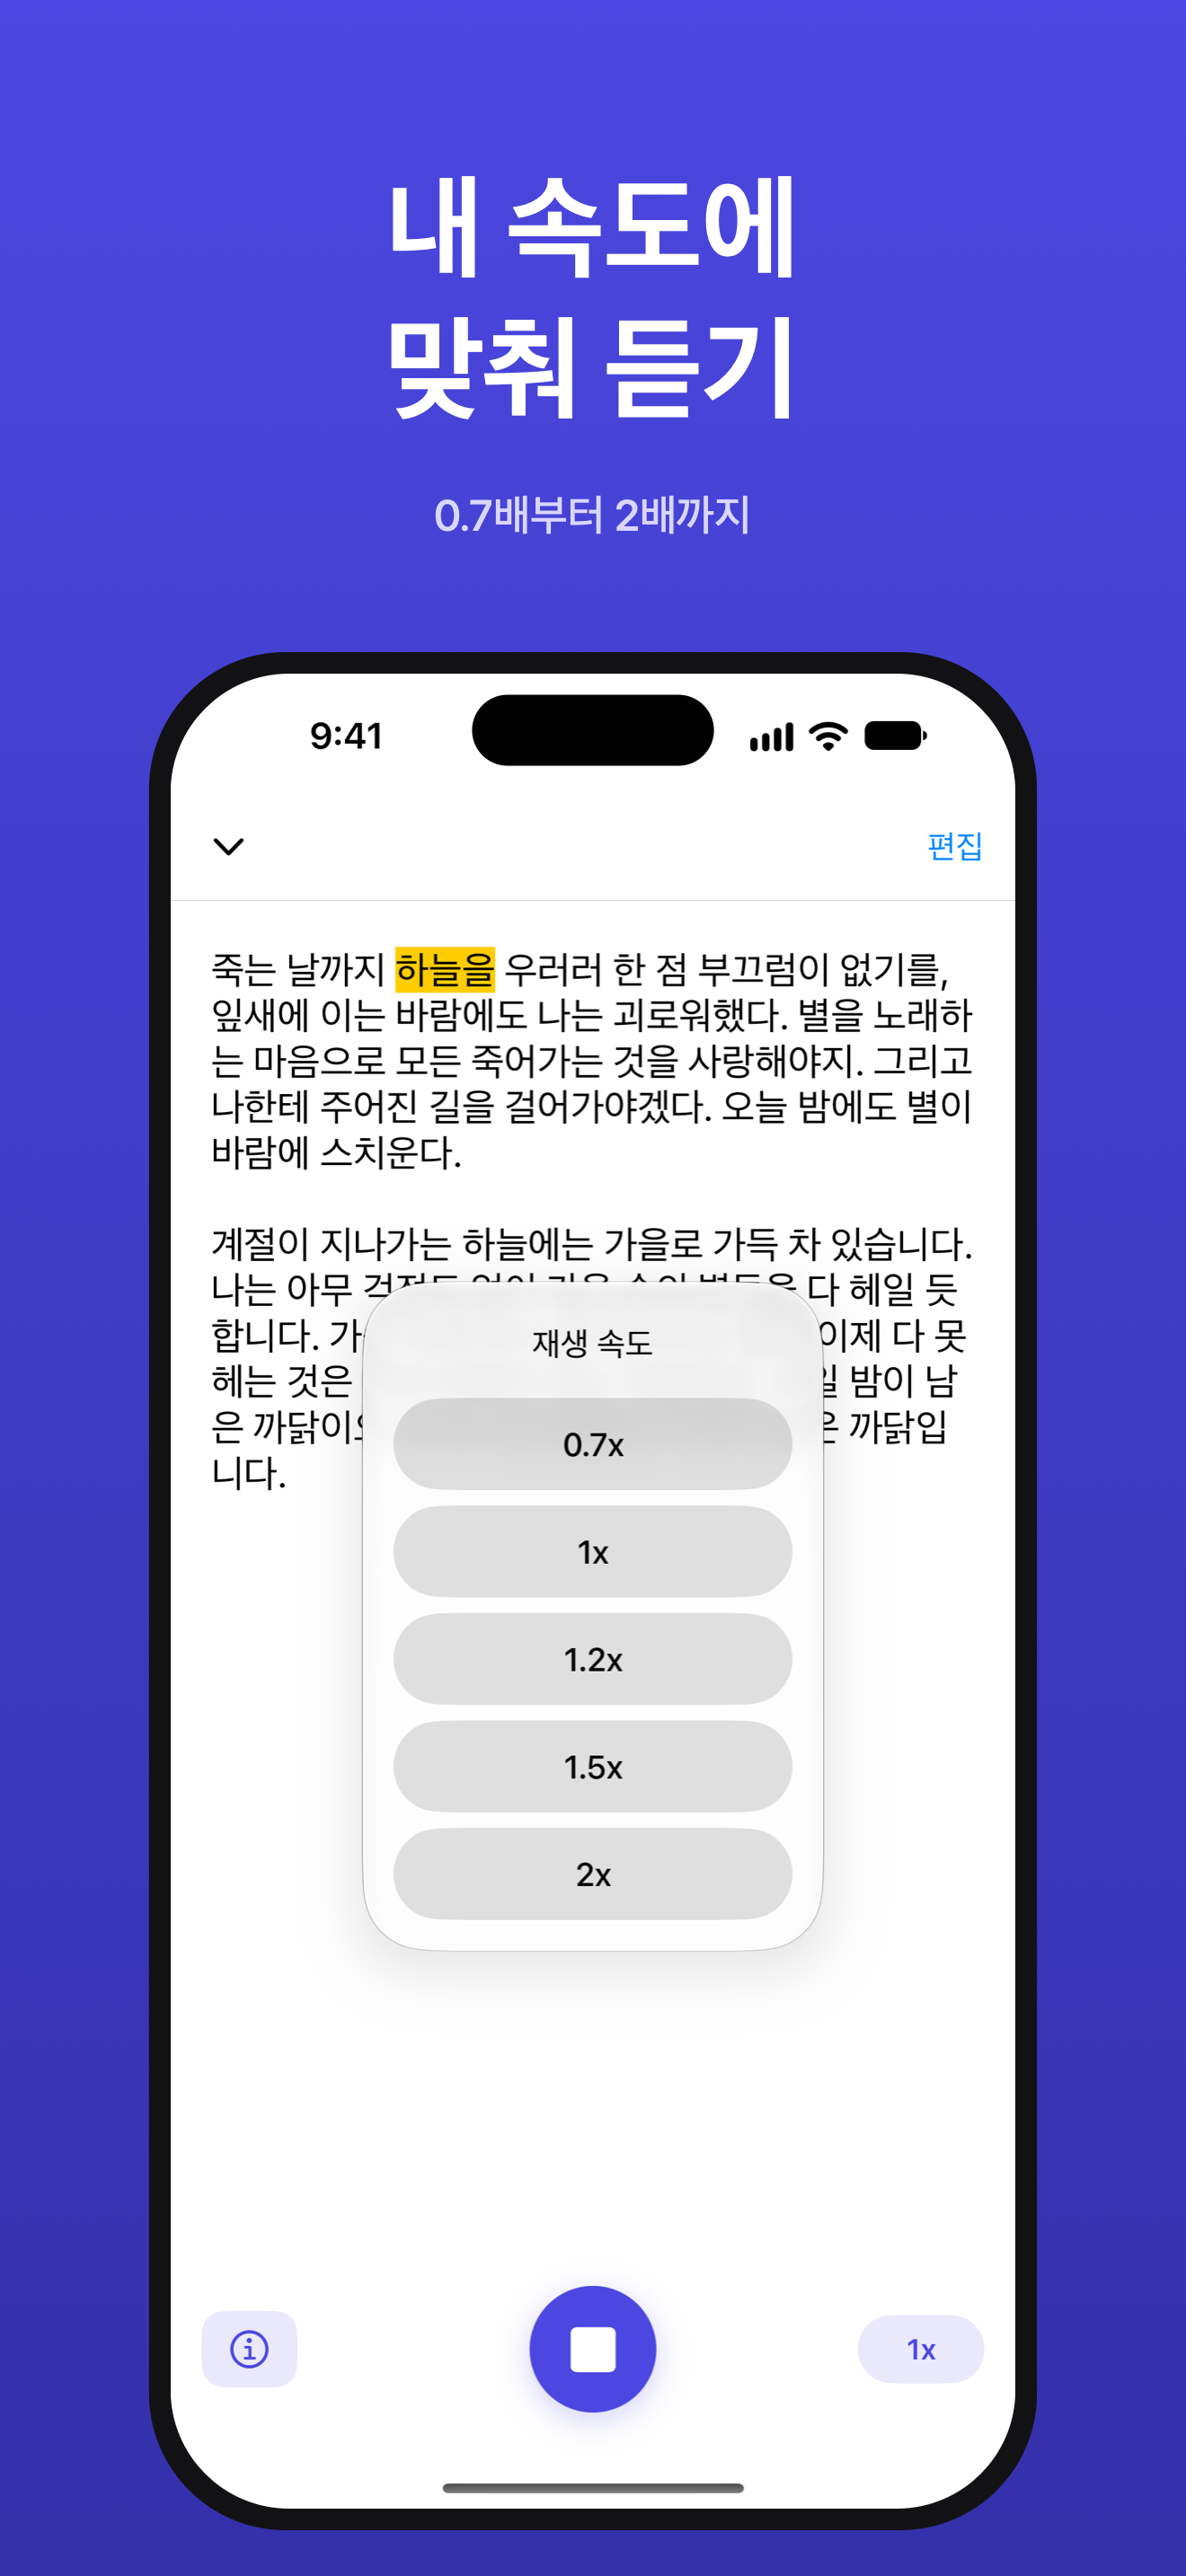 내 속도에
맞춰 듣기
0.7배부터 2배까지
9:41
편집
죽는 날까지 하늘을 우러러 한 점 부끄럼이 없기를,
잎새에 이는 바람에도 나는 괴로워했다. 별을 노래하
는 마음으로 모든 죽어가는 것을 사랑해야지. 그리고
나한테 주어진 길을 걸어가야겠다. 오늘 밤에도 별이
바람에 스치운다.
계절이 지나가는 하늘에는 가을로 가득 차 있습니다.
나는 아무 다 헤일 듯
합니다. 이제 다 못
헤는 것은 밤이 남
은 까닭입
니다.
재생 속도
0.7x
1x
1.2x
1.5x
2x
1x